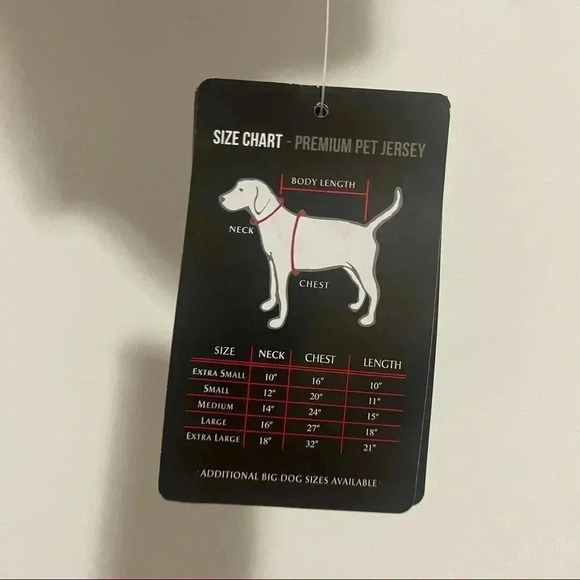 SIZE CHART - PREMIUM PET JERSEY
BODY LENGTH
NECK
CHEST
SIZE NECK CHEST LENGTH
EXTRA SMALL 10" 16" 10"
SMALL 12" 20" 11"
MEDIUM 14" 24" 15"
LARGE 16" 27" 18"
EXTRA LARGE 18" 32" 21"
·ADDITIONAL BIG DOG SIZES AVAILABLE·